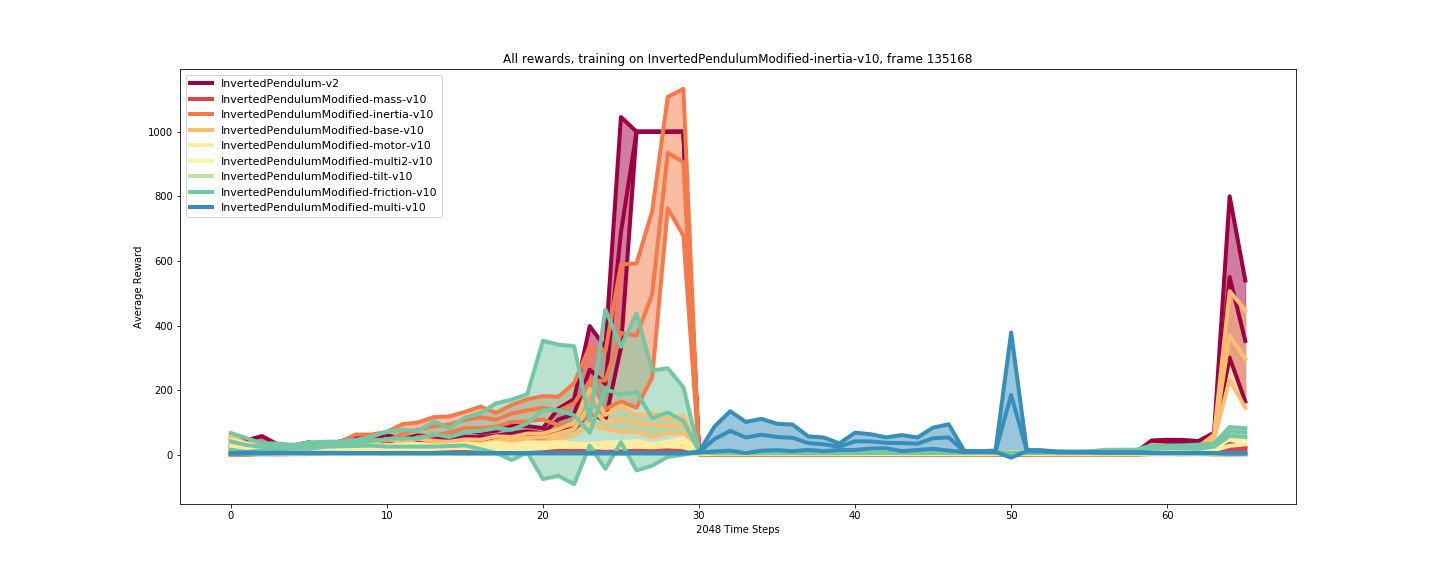 All rewards, training on InvertedPendulumModified-inertia-v10, frame 135168
InvertedPendulum-v2
InvertedPendulumModified-mass-v10
InvertedPendulumModified-inertia-v10
InvertedPendulumModified-base-v10
InvertedPendulumModified-motor-v10
InvertedPendulumModified-multi2-v10
InvertedPendulumModified-tilt-v10
InvertedPendulumModified-friction-v10
InvertedPendulumModified-multi-v10
Average Reward
1000
800
600
400
200
0
0 10 20 30 40 50 60
2048 Time Steps